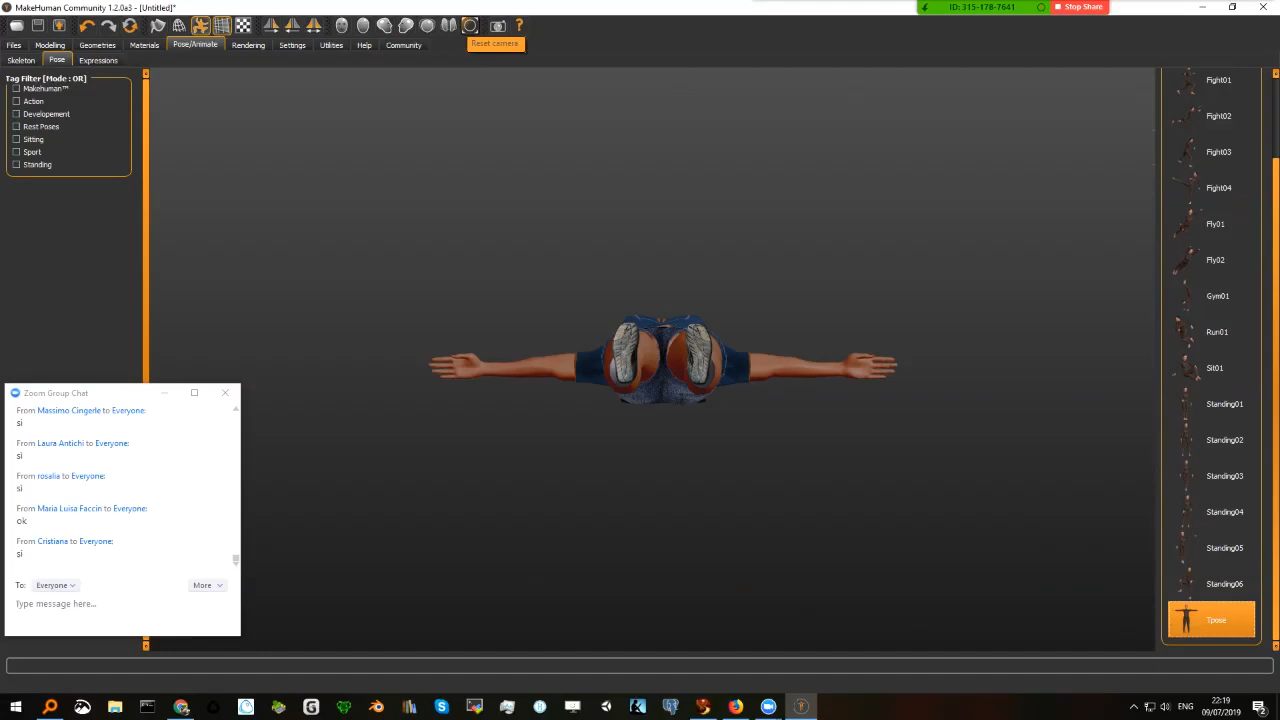 MakeHuman Community 1.2.0a3 - [Untitled]*
ID: 315-178-7641
Stop Share
Files
Modeling
Geometries
Materials
Pose/Animate
Rendering
Settings
Utilities
Help
Community
Reset camera
Skeleton
Pose
Expressions
Tag Filter [Mode : OR]
Makehuman™
Action
Developement
Rest Poses
Sitting
Sport
Standing
Fight01
Fight02
Fight03
Fight04
Fly01
Fly02
Gym01
Run01
Sit01
Standing01
Standing02
Standing03
Standing04
Standing05
Standing06
Tpose
Zoom Group Chat
From Massimo Cingerle to Everyone:
si
From Laura Antichi to Everyone:
si
From rosalia to Everyone:
si
From Maria Luisa Faccin to Everyone:
ok
From Cristiana to Everyone:
si
To: Everyone
More
Type message here...
ENG
22:19
09/07/2019
2